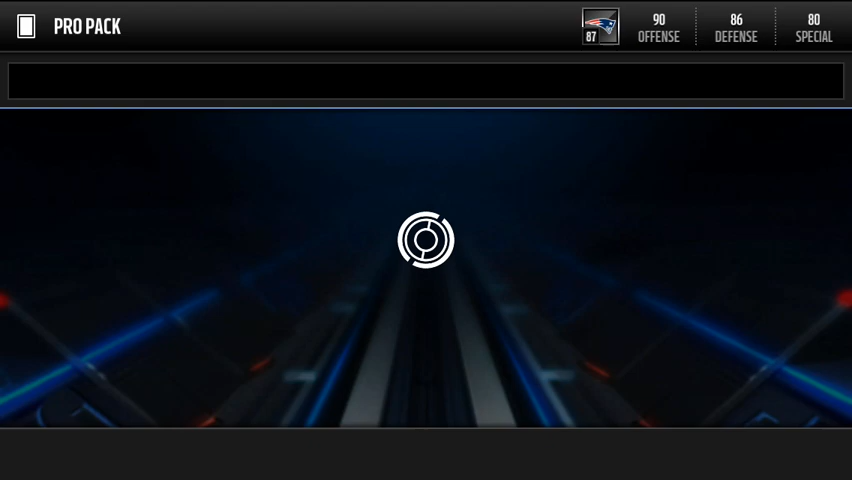 PRO PACK
87
90
OFFENSE
86
DEFENSE
80
SPECIAL